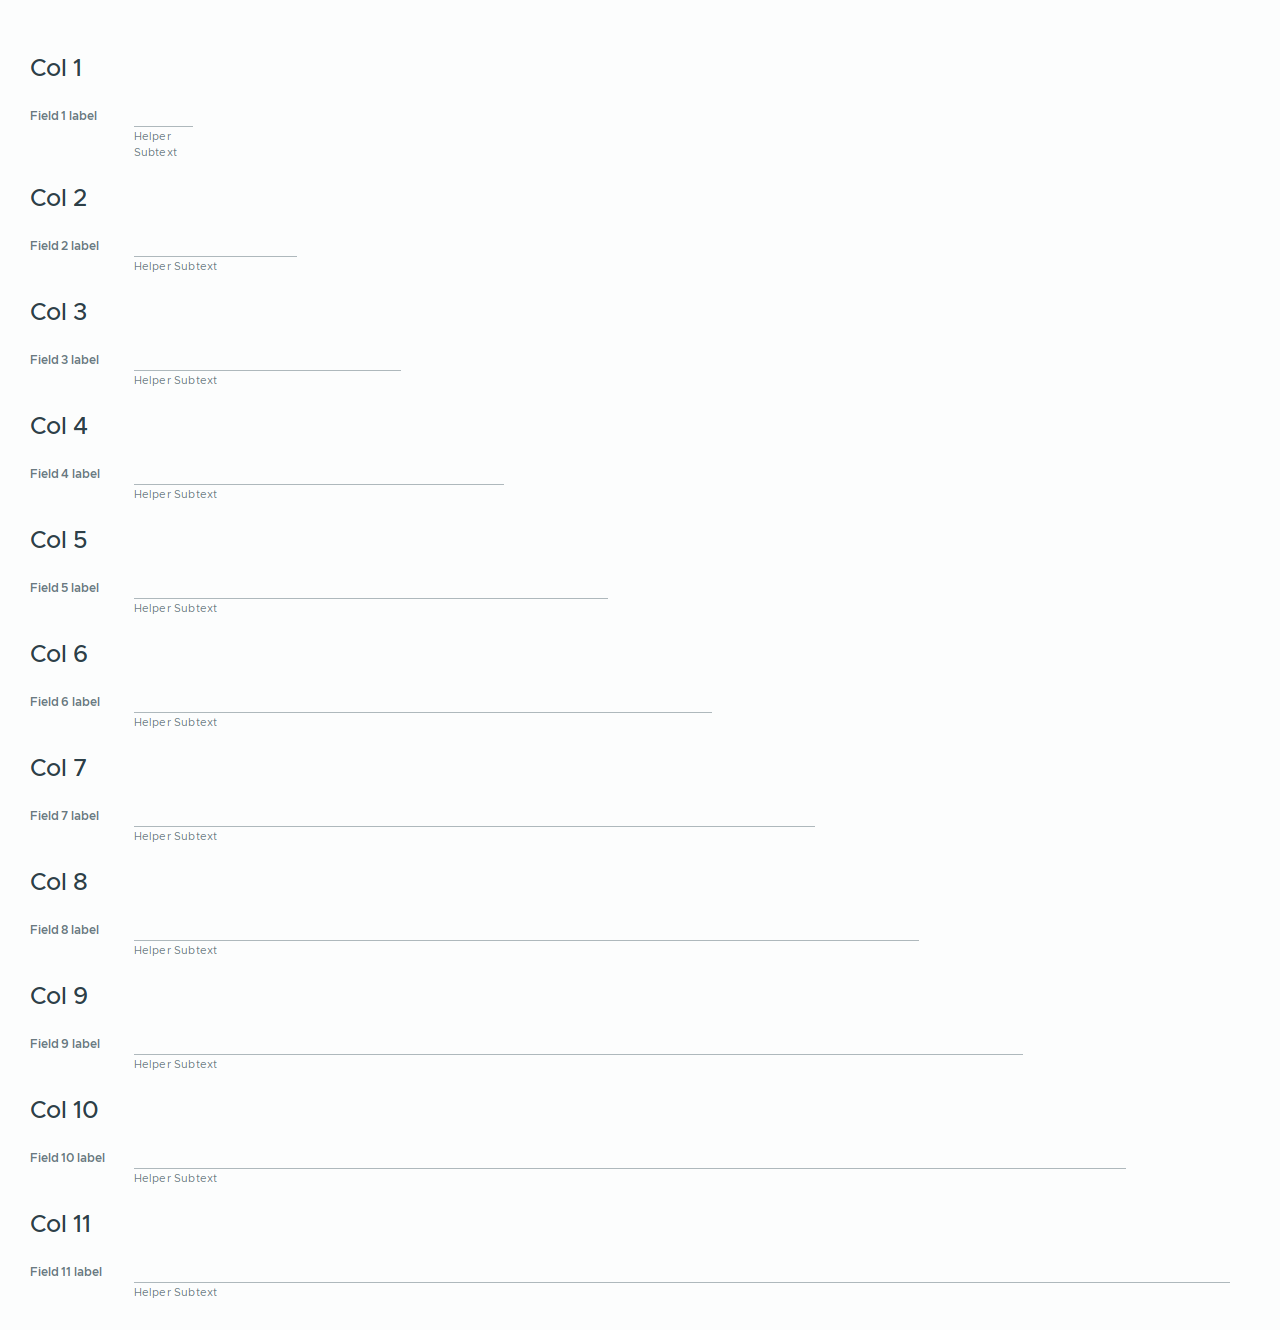 Col 1
Field 1 label
Helper
Subtext
Col 2
Field 2 label
Helper Subtext
Col 3
Field 3 label
Helper Subtext
Col 4
Field 4 label
Helper Subtext
Col 5
Field 5 label
Helper Subtext
Col 6
Field 6 label
Helper Subtext
Col 7
Field 7 label
Helper Subtext
Col 8
Field 8 label
Helper Subtext
Col 9
Field 9 label
Helper Subtext
Col 10
Field 10 label
Helper Subtext
Col 11
Field 11 label
Helper Subtext